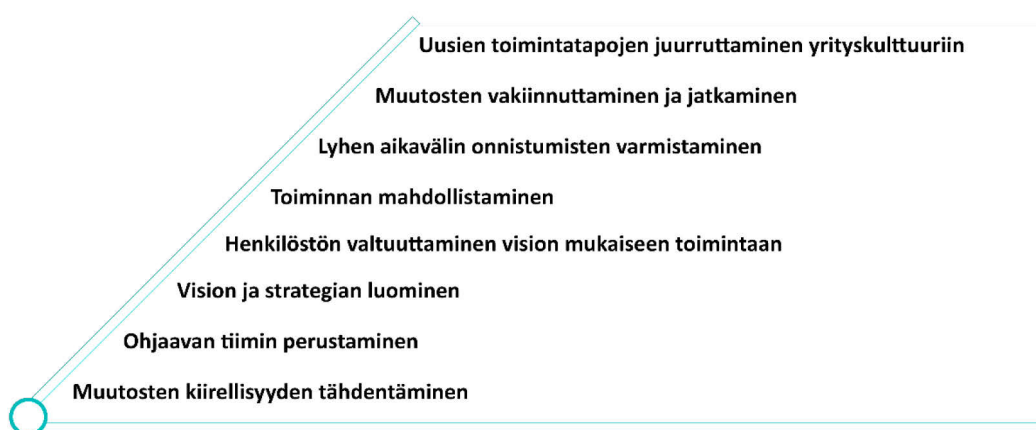 Uusien toimintatapojen juurruttaminen yrityskulttuuriin
Muutosten vakiinnuttaminen ja jatkaminen
Lyhen aikavälin onnistumisten varmistaminen
Toiminnan mahdollistaminen
Henkilöstön valtuuttaminen vision mukaiseen toimintaan
Vision ja strategian luominen
Ohjaavan tiimin perustaminen
Muutosten kiirellisyyden tähdentäminen